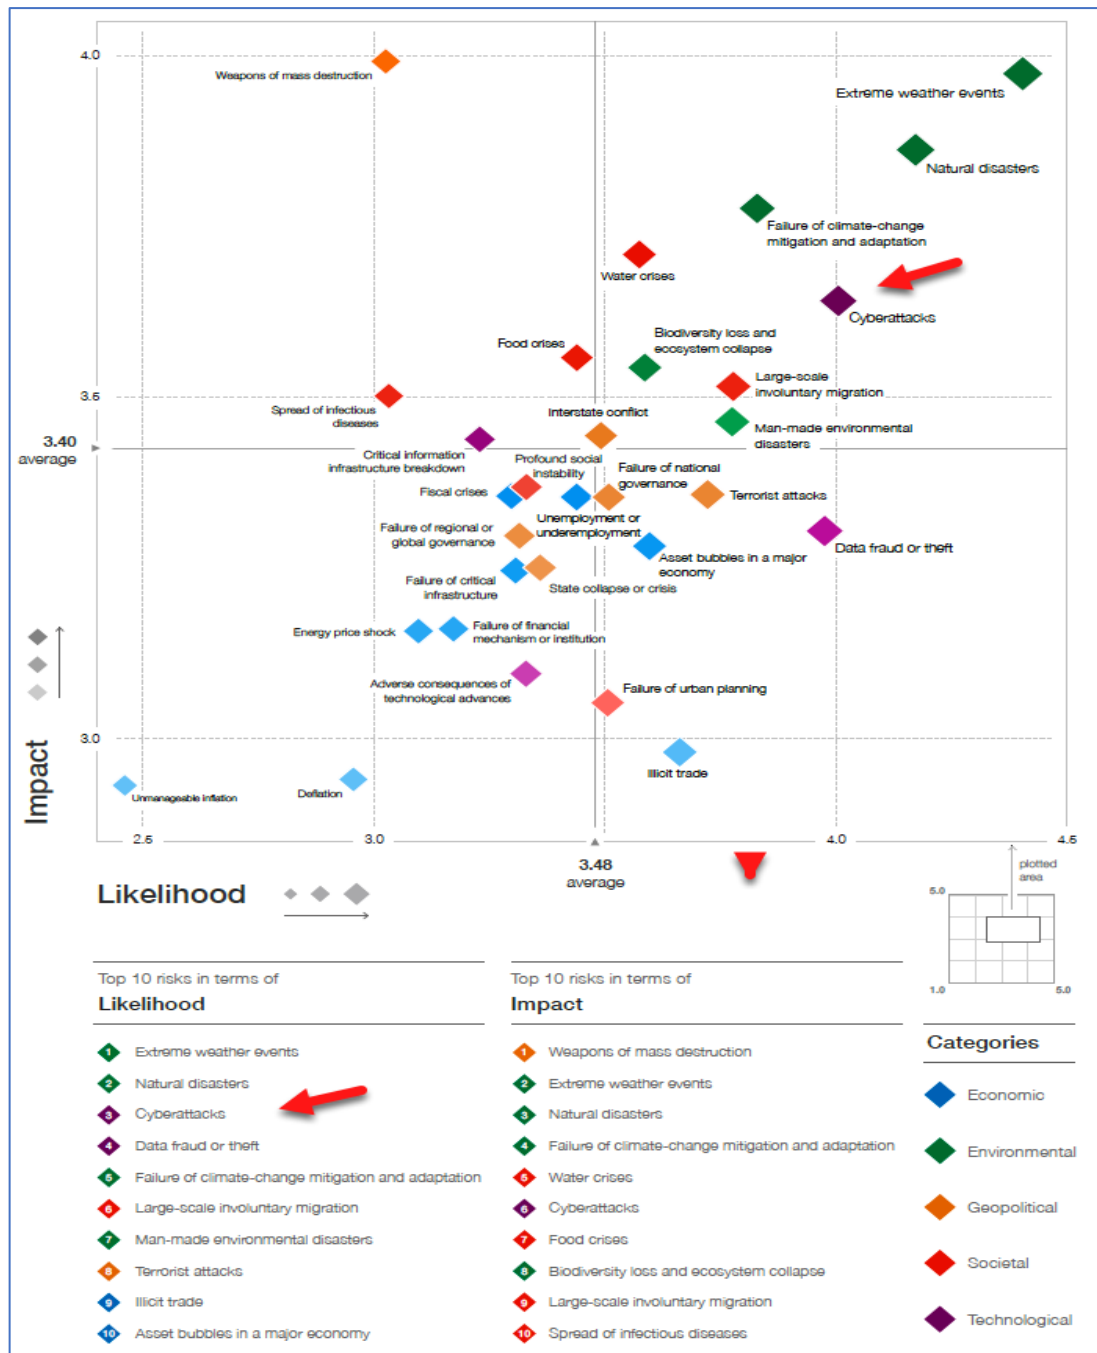 4.0
Weapons of mass destruction
Extreme weather events
Natural disasters
Failure of climate-change
mitigation and adaptation
Water crises
Cyberattacks
Biodiversity loss and
ecosystem collapse
Food crises
Large-scale
involuntary migration
3.6
Spread of infectious
diseases
Interstate conflict
Man-made environmental
disasters
3.40
average
Critical information
infrastructure breakdown
Profound social
instability
Failure of national
governance
Fiscal crises
Terrorist attacks
Unemployment or
underemployment
Failure of regional or
global governance
Data fraud or theft
Asset bubbles in a major
economy
Failure of critical
infrastructure
State collapse or crisis
Energy price shock
Failure of financial
mechanism or institution
Adverse consequences of
technological advances
Failure of urban planning
3.0
Illicit trade
Unmanageable inflation
Deflation
Impact
2.5
3.0
4.0
4.5
3.48
average
plotted
area
Likelihood
5.0
1.0
5.0
Top 10 risks in terms of
Likelihood
1 Extreme weather events
2 Natural disasters
3 Cyberattacks
4 Data fraud or theft
5 Failure of climate-change mitigation and adaptation
6 Large-scale involuntary migration
7 Man-made environmental disasters
8 Terrorist attacks
9 Illicit trade
10 Asset bubbles in a major economy
Top 10 risks in terms of
Impact
1 Weapons of mass destruction
2 Extreme weather events
3 Natural disasters
4 Failure of climate-change mitigation and adaptation
5 Water crises
6 Cyberattacks
7 Food crises
8 Biodiversity loss and ecosystem collapse
9 Large-scale involuntary migration
10 Spread of infectious diseases
Categories
Economic
Environmental
Geopolitical
Societal
Technological